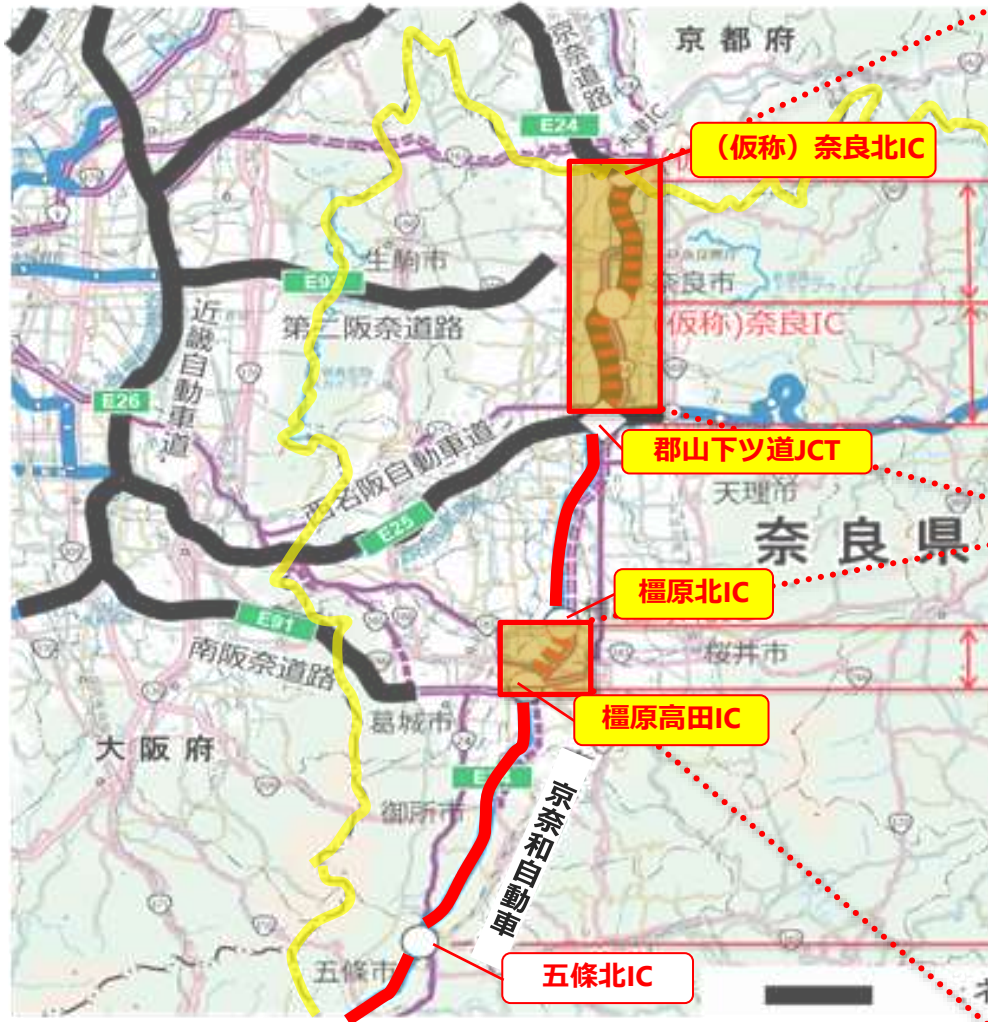 京都府
京奈道路
木津IC
E24
（仮称）奈良北IC
生駒市
奈良市
第二阪奈道路
(仮称)奈良IC
近畿自動車道
E26
西名阪自動車道
郡山下ツ道JCT
天理市
E25
奈良県
橿原北IC
E91
南阪奈道路
桜井市
葛城市
橿原高田IC
大阪府
御所市
京奈和自動車
五條市
五條北IC